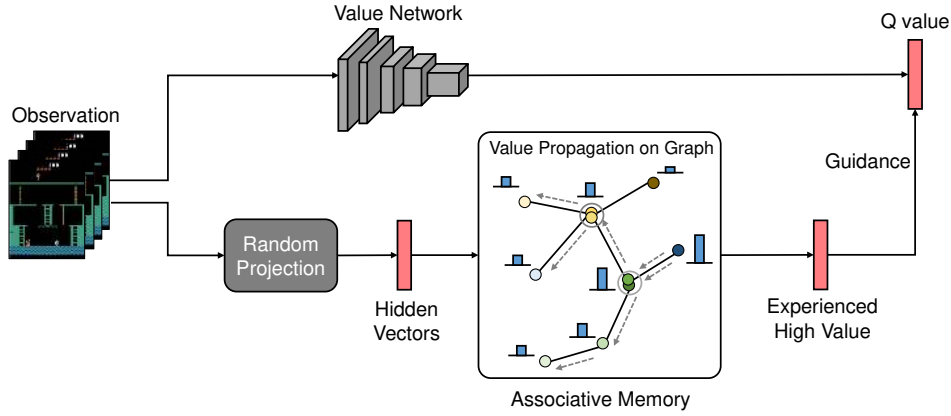 Value Network
Q value
Observation
Value Propagation on Graph
Guidance
Random
Projection
Hidden
Vectors
Experienced
High Value
Associative Memory